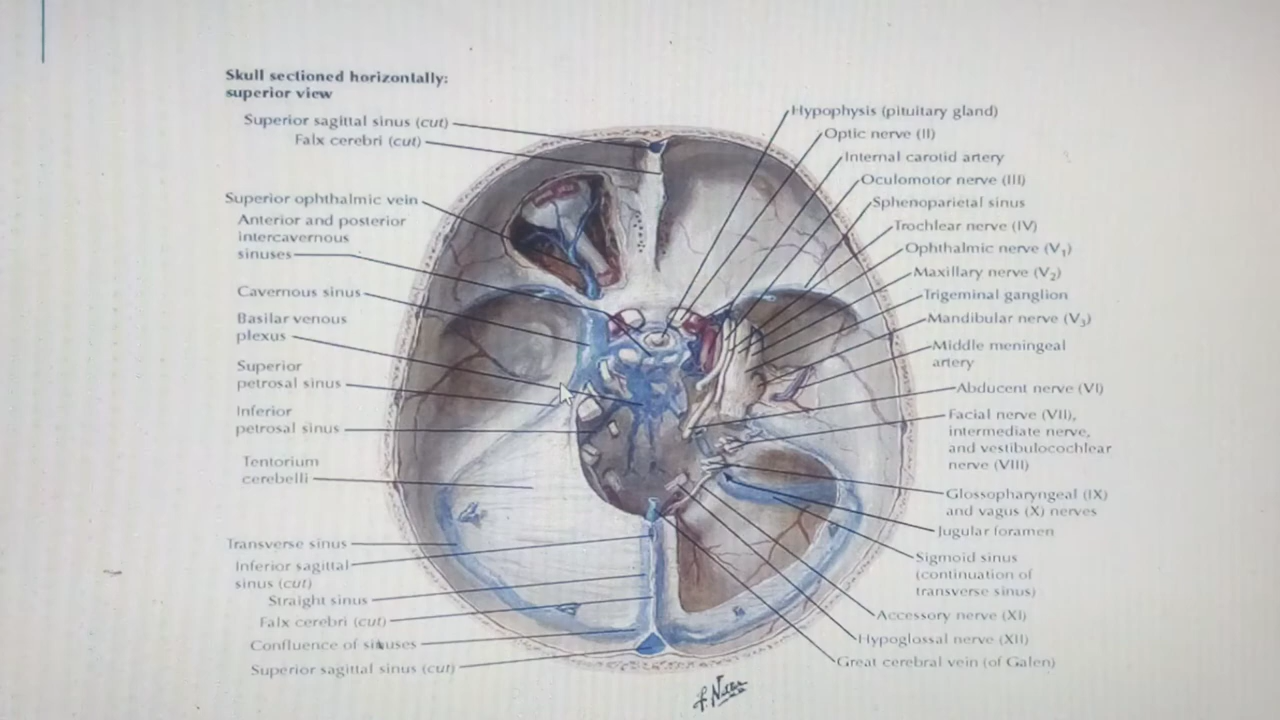 Skull sectioned horizontally:
superior view
Superior sagittal sinus (cut)
Falx cerebri (cut)
Superior ophthalmic vein
Anterior and posterior
intercavernous
sinuses
Cavernous sinus
Basilar venous
plexus
Superior
petrosal sinus
Inferior
petrosal sinus
Tentorium
cerebelli
Transverse sinus
Inferior sagittal
sinus (cut)
Straight sinus
Falx cerebri (cut)
Confluence of sinuses
Superior sagittal sinus (cut)
Hypophysis (pituitary gland)
Optic nerve (II)
Internal carotid artery
Oculomotor nerve (III)
Sphenoparietal sinus
Trochlear nerve (IV)
Ophthalmic nerve (V₁)
Maxillary nerve (V₂)
Trigeminal ganglion
Mandibular nerve (V₃)
Middle meningeal
artery
Abducent nerve (VI)
Facial nerve (VII),
intermediate nerve,
and vestibulocochlear
nerve (VIII)
Glossopharyngeal (IX)
and vagus (X) nerves
Jugular foramen
Sigmoid sinus
(continuation of
transverse sinus)
Accessory nerve (XI)
Hypoglossal nerve (XII)
Great cerebral vein (of Galen)
F. Netter